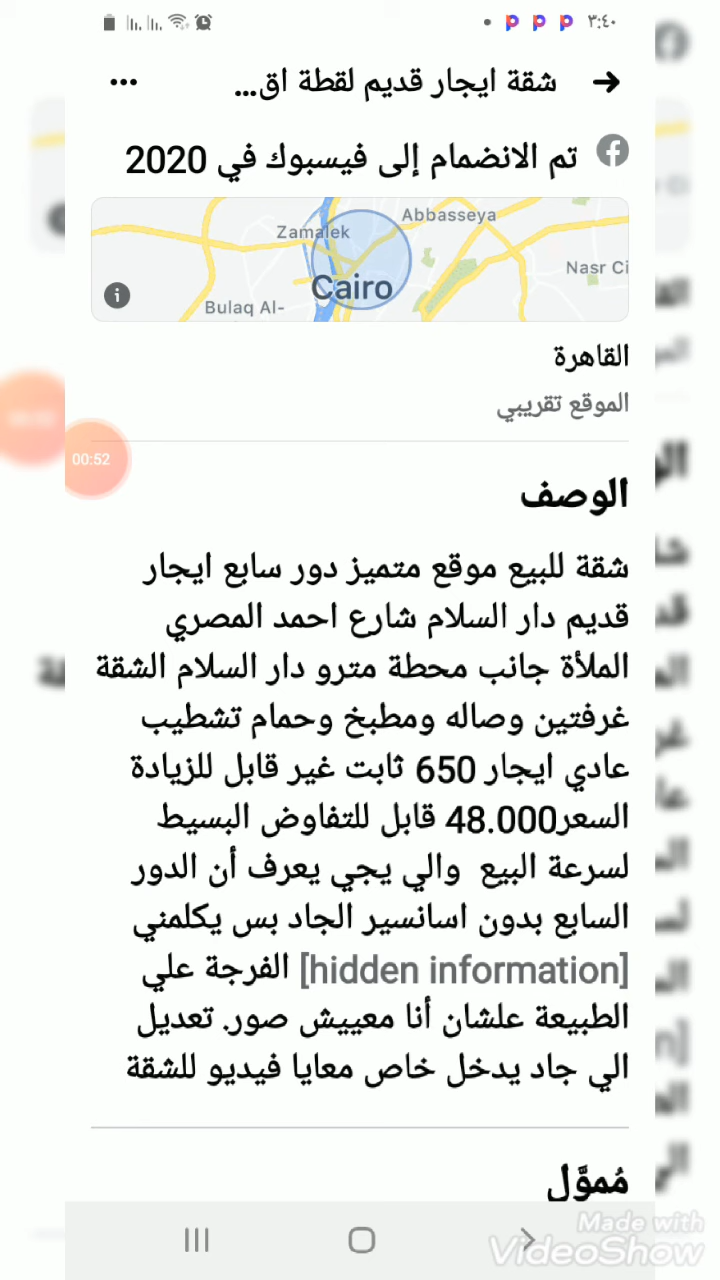 ٣:٤٠
شقة ايجار قديم لقطة اق...
تم الانضمام إلى فيسبوك في 2020
Abbasseya
Zamalek
Nasr Ci
Cairo
Bulaq Al-
القاهرة
الموقع تقريبي
00:52
الوصف
شقة للبيع موقع متميز دور سابع ايجار
قديم دار السلام شارع احمد المصري
الملأة جانب محطة مترو دار السلام الشقة
غرفتين وصاله ومطبخ وحمام تشطيب
عادي ايجار 650 ثابت غير قابل للزيادة
السعر48.000 قابل للتفاوض البسيط
لسرعة البيع والي يجي يعرف أن الدور
السابع بدون اسانسير الجاد بس يكلمني
[hidden information] الفرجة علي
الطبيعة علشان أنا معييش صور. تعديل
الي جاد يدخل خاص معايا فيديو للشقة
مُموَّل
Made with
VideoShow